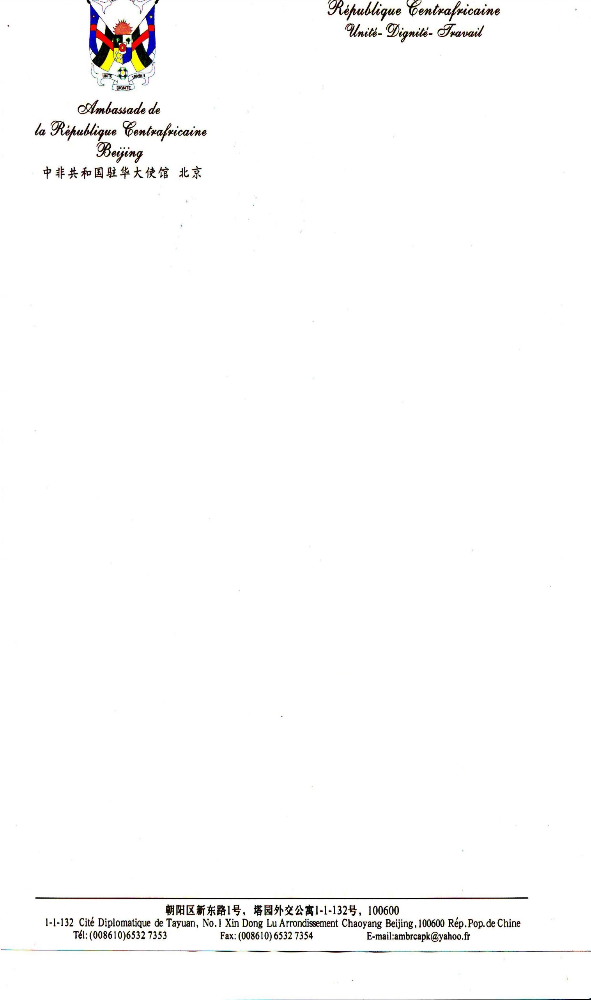 République Centrafricaine
Unité- Dignité- Travail
UNITE
TRAVAIL
DIGNITE
Ambassade de
la République Centrafricaine
Beijing
中非共和国驻华大使馆 北京
朝阳区新东路1号，塔园外交公寓1-1-132号，100600
1-1-132 Cité Diplomatique de Tayuan, No.1 Xin Dong Lu Arrondissement Chaoyang Beijing,100600 Rép.Pop.de Chine
Tél:(008610)6532 7353 Fax:(008610)6532 7354 E-mail:ambrcapk@yahoo.fr